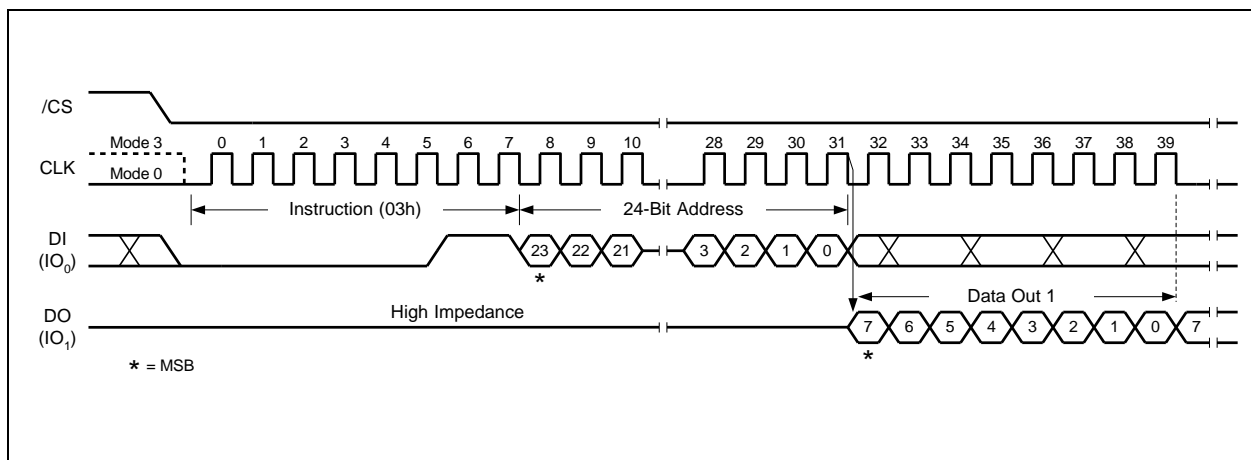 /CS
Mode 3
0 1 2 3 4 5 6 7 8 9 10 28 29 30 31 32 33 34 35 36 37 38 39
CLK
Mode 0
Instruction (03h) 24-Bit Address
DI
(IO0)
23 22 21 3 2 1 0
*
Data Out 1
DO
(IO1)
High Impedance
7 6 5 4 3 2 1 0 7
*
* = MSB